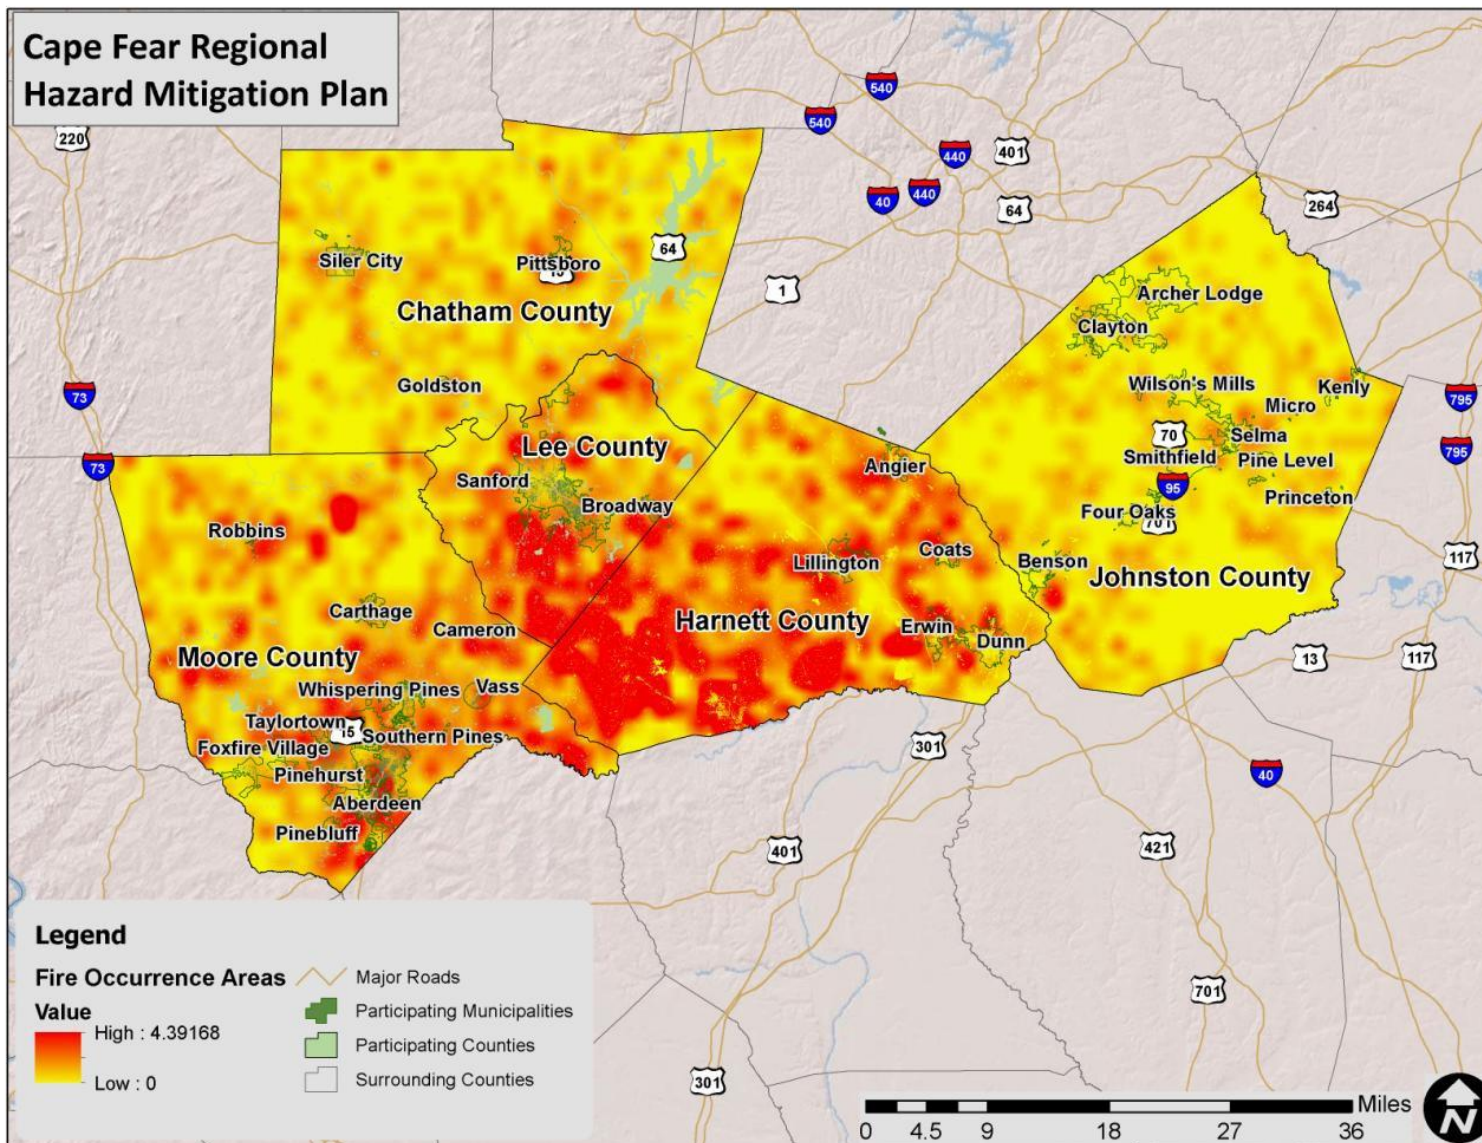 Cape Fear Regional
Hazard Mitigation Plan
220
540
540
440
401
40
440
64
264
64
1
Siler City
Pittsboro
Chatham County
Archer Lodge
Clayton
73
Goldston
Wilson's Mills
Kenly
Micro
795
Lee County
70
Selma
795
73
Sanford
Angier
Smithfield
Pine Level
95
Broadway
Four Oaks
701
Princeton
Robbins
Lillington
Coats
Benson
Johnston County
117
Carthage
Cameron
Harnett County
Erwin
Dunn
Moore County
13
117
Whispering Pines
Vass
Taylortown
15
Southern Pines
Foxfire Village
301
Pinehurst
40
Aberdeen
Pinebluff
401
421
701
301
Legend
Fire Occurrence Areas
Value
High : 4.39168
Low : 0
Major Roads
Participating Municipalities
Participating Counties
Surrounding Counties
Miles
0 4.5 9 18 27 36
N